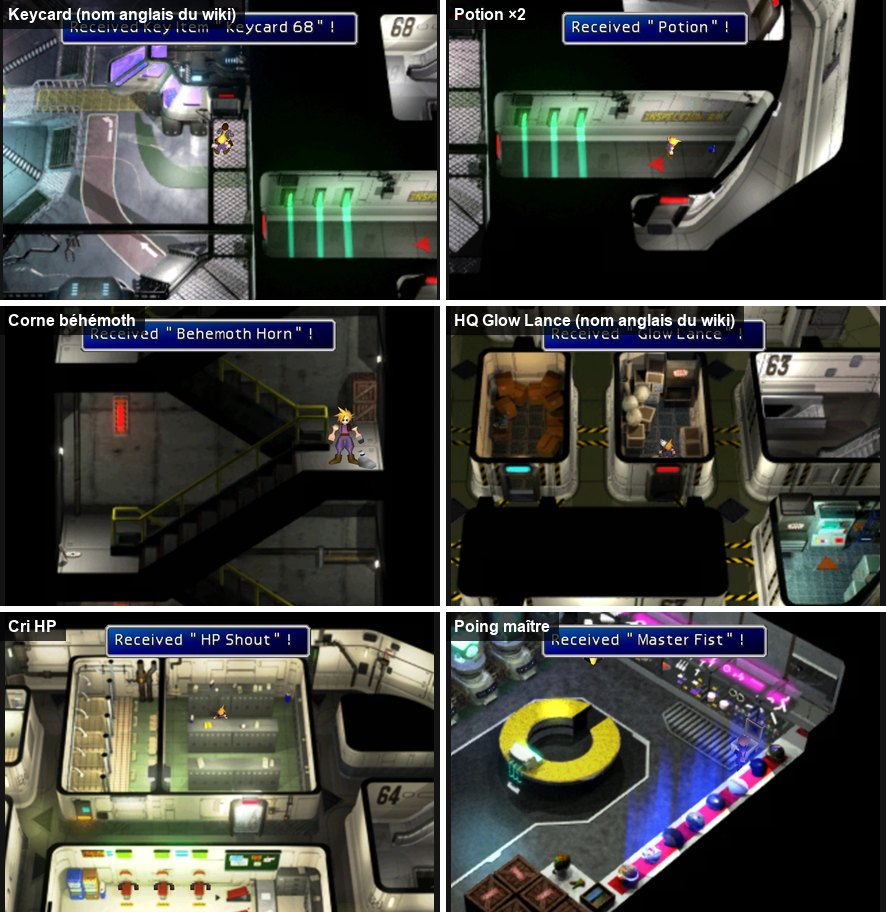 Keycard (nom anglais du wiki)
Received Key Item "Keycard 68" !
68
Potion ×2
Received "Potion" !
Corne béhémoth
Received "Behemoth Horn" !
HQ Glow Lance (nom anglais du wiki)
Received "Glow Lance" !
63
Cri HP
Received "HP Shout" !
64
Poing maître
Received "Master Fist" !